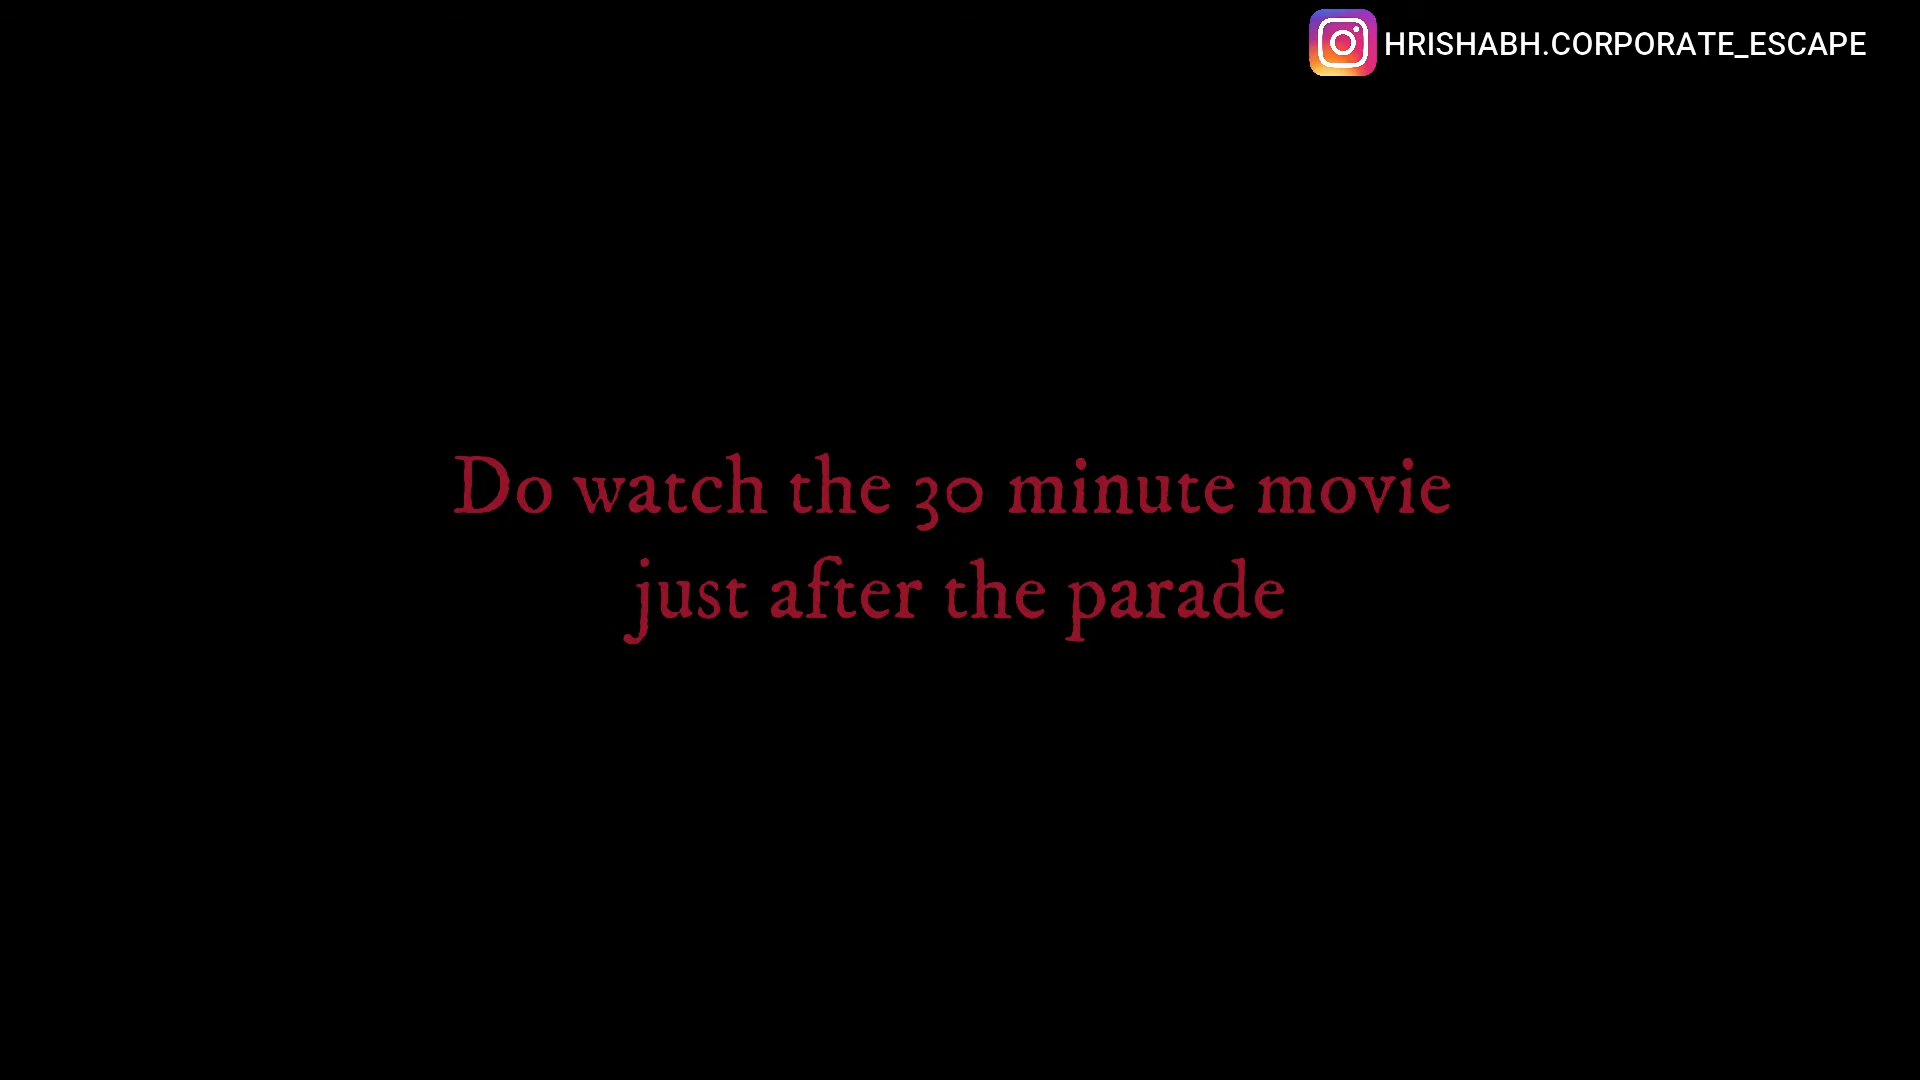 HRISHABH.CORPORATE_ESCAPE
Do watch the 30 minute movie
just after the parade